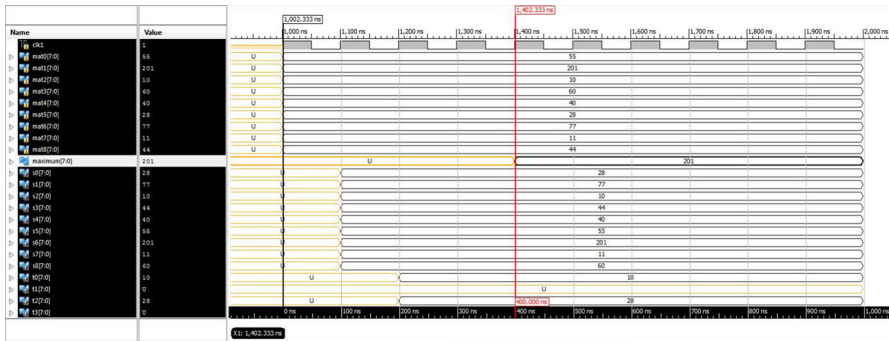 1,402.333 ns
1,002.333 ns
Name Value 1,000 ns 1,100 ns 1,200 ns 1,300 ns 1,400 ns 1,500 ns 1,600 ns 1,700 ns 1,800 ns 1,900 ns 2,000 ns
clk1 1
mat0[7:0] 55 U 55
mat1[7:0] 201 U 201
mat2[7:0] 10 U 10
mat3[7:0] 60 U 60
mat4[7:0] 40 U 40
mat5[7:0] 28 U 28
mat6[7:0] 77 U 77
mat7[7:0] 11 U 11
mat8[7:0] 44 U 44
maximum[7:0] 201 U 201
s0[7:0] 28 U 28
s1[7:0] 77 U 77
s2[7:0] 10 U 10
s3[7:0] 44 U 44
s4[7:0] 40 U 40
s5[7:0] 55 U 55
s6[7:0] 201 U 201
s7[7:0] 11 U 11
s8[7:0] 60 U 60
t0[7:0] 10 U 10
t1[7:0] U U
t2[7:0] 28 U 400.000 ns 28
t3[7:0] U 0 ns 100 ns 200 ns 300 ns 400 ns 500 ns 600 ns 700 ns 800 ns 900 ns 1,000 ns
X1: 1,402.333 ns